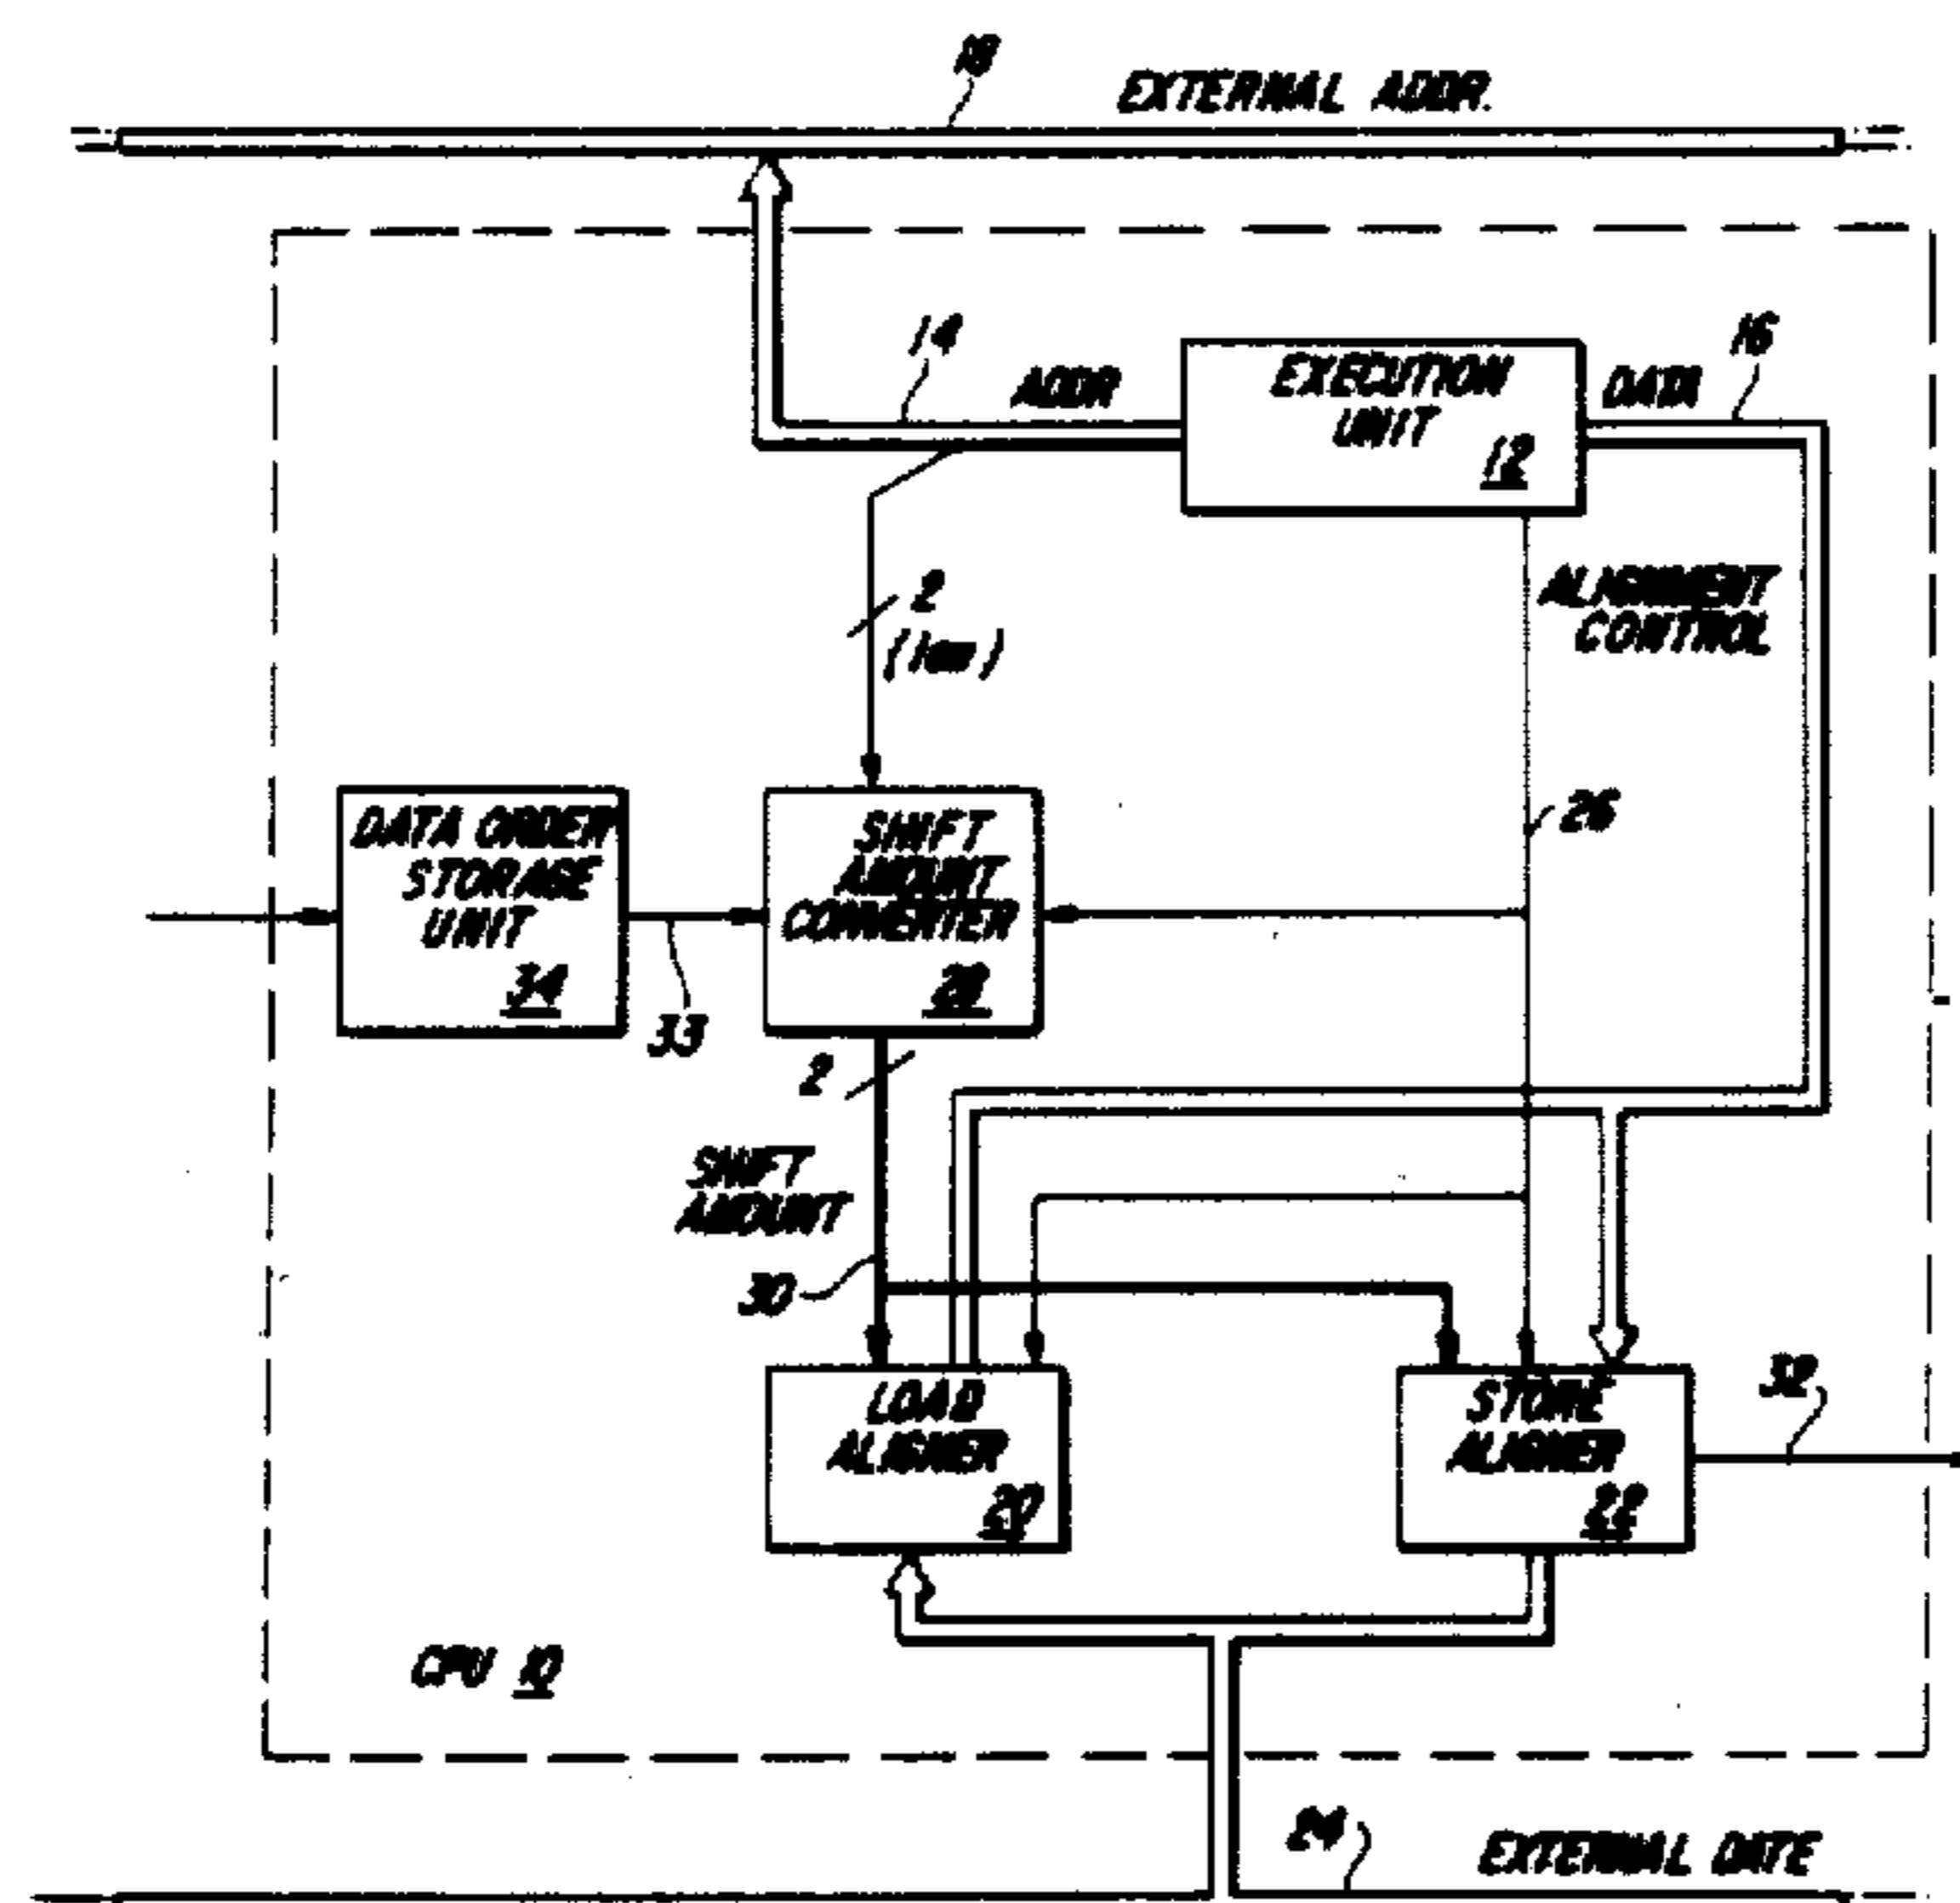 18
EXTERNAL ADDR.
14
ADDR
EXECUTION
UNIT
12
DATA
16
2
(low)
ALIGNMENT
CONTROL
26
DATA ORDER
STORAGE
UNIT
34
33
SHIFT
AMOUNT
CONVERTER
28
2
SHIFT
AMOUNT
30
LOAD
ALIGNER
20
STORE
ALIGNER
22
32
CPU 10
24
EXTERNAL DATE